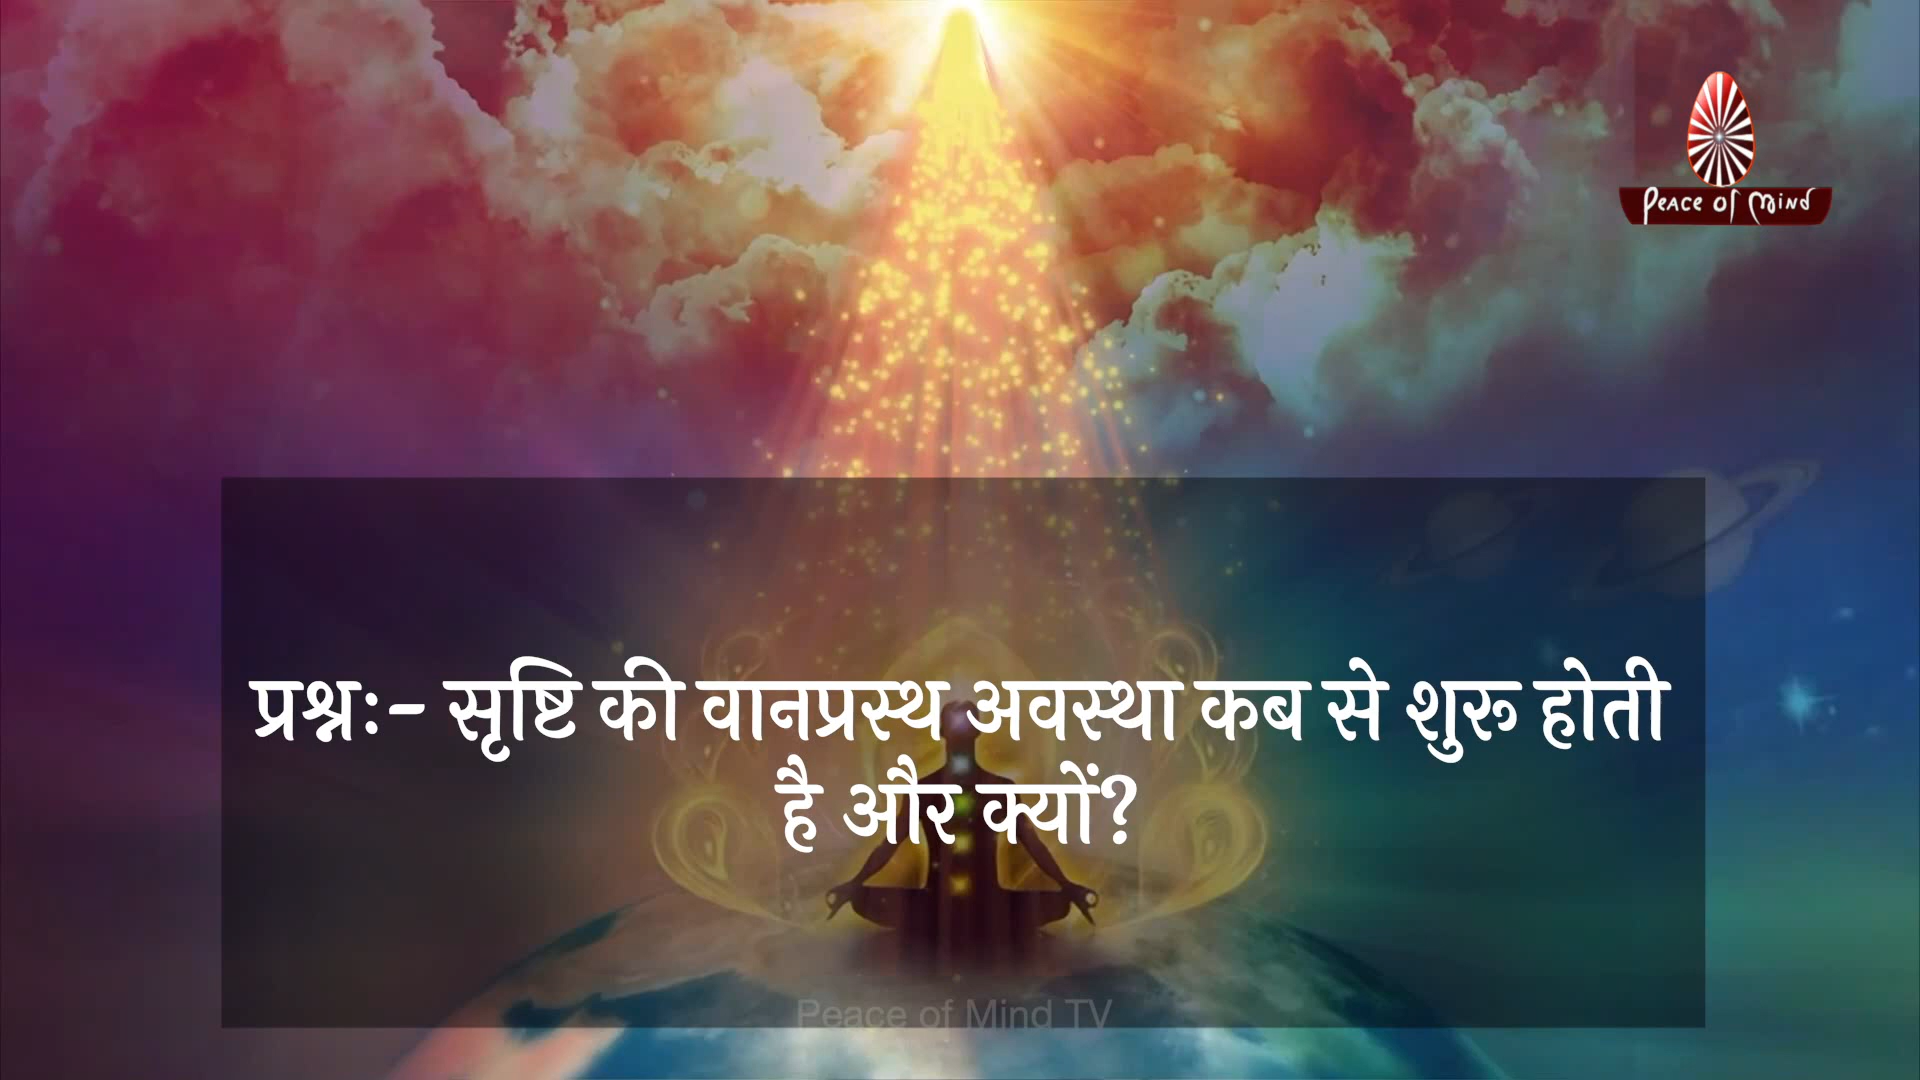 Peace of Mind
प्रश्नः- सृष्टि की वानप्रस्थ अवस्था कब से शुरू होती
है और क्यों?
Peace of Mind TV